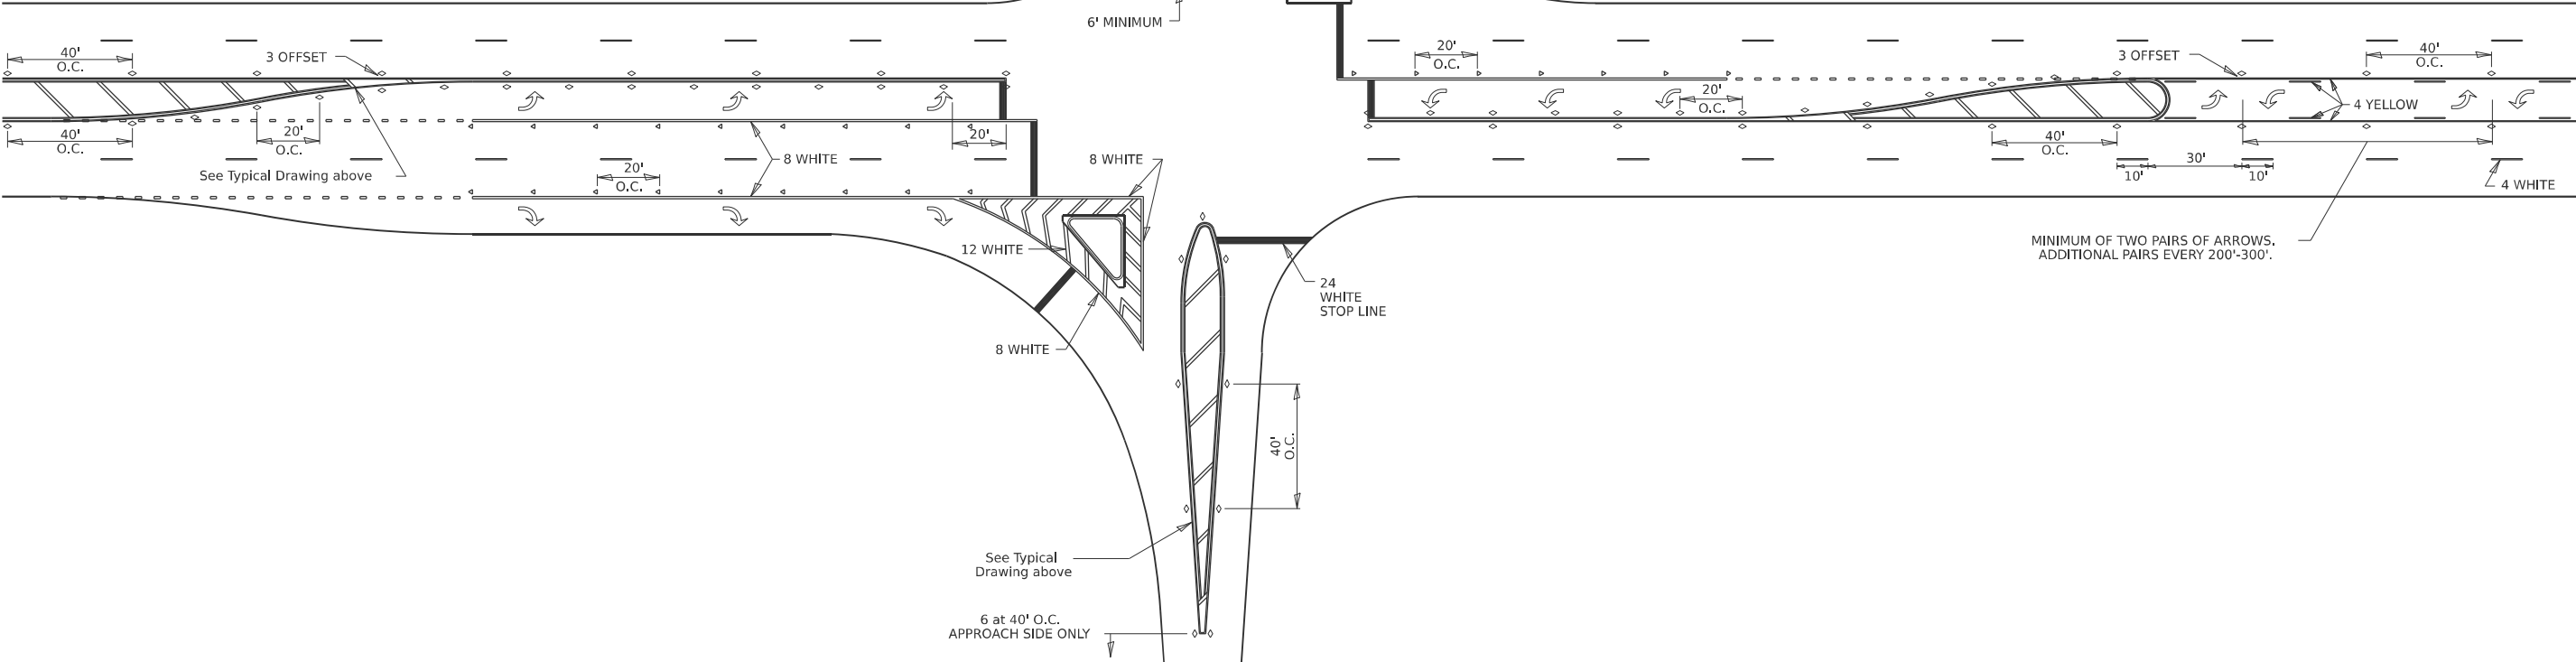 6' MINIMUM
40'
O.C.
3 OFFSET
20'
O.C.
3 OFFSET
40'
O.C.
20'
O.C.
4 YELLOW
40'
O.C.
20'
O.C.
See Typical Drawing above
20'
O.C.
8 WHITE
20'
8 WHITE
40'
O.C.
10'
30'
10'
4 WHITE
12 WHITE
8 WHITE
24
WHITE
STOP LINE
MINIMUM OF TWO PAIRS OF ARROWS.
ADDITIONAL PAIRS EVERY 200'-300'.
40'
O.C.
See Typical
Drawing above
6 at 40' O.C.
APPROACH SIDE ONLY